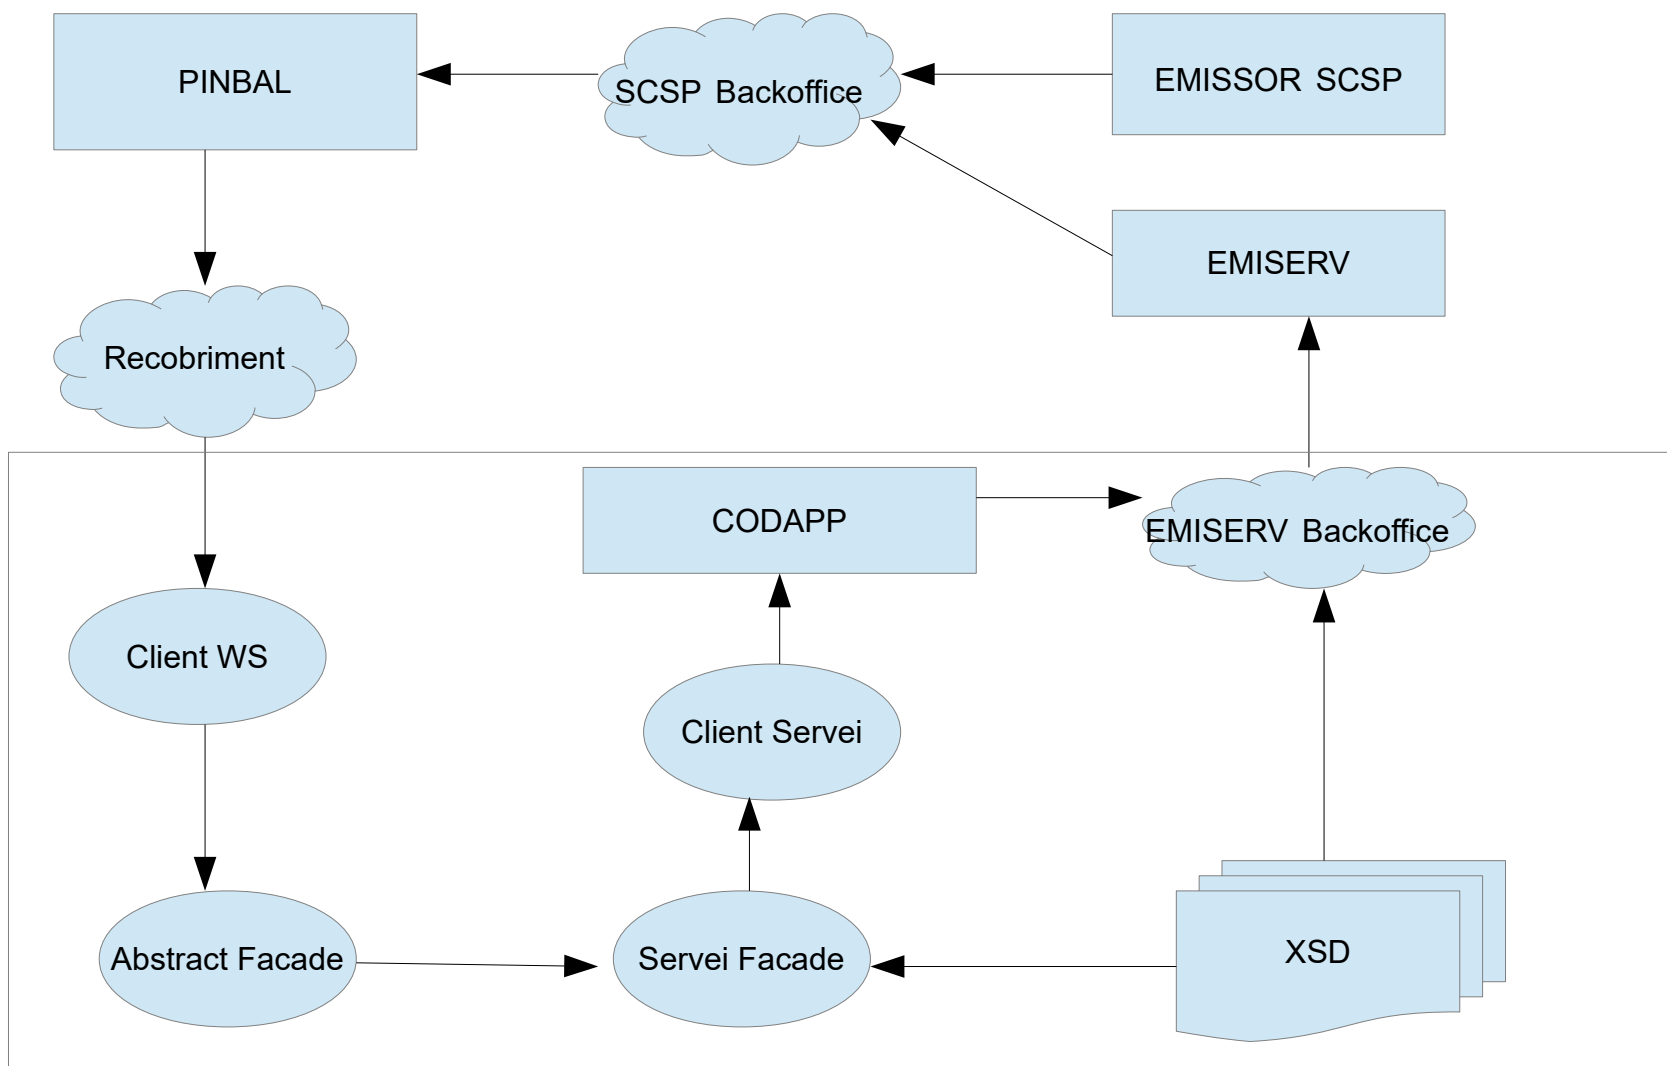 PINBAL
SCSP Backoffice
EMISSOR SCSP
EMISERV
Recobriment
CODAPP
EMISERV Backoffice
Client WS
Client Servei
Abstract Facade
Servei Facade
XSD